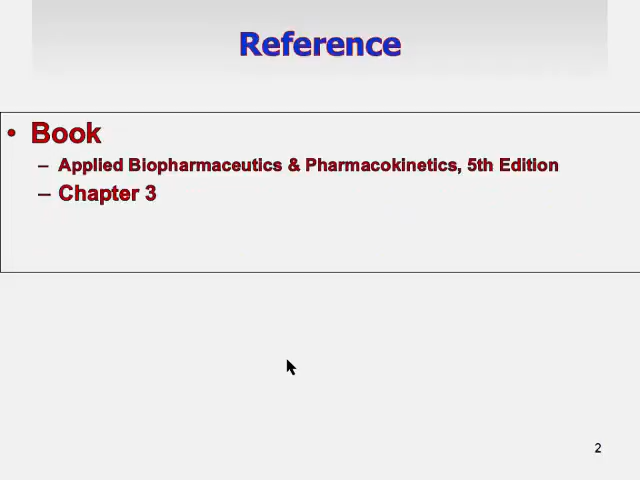 Reference
• Book
– Applied Biopharmaceutics & Pharmacokinetics, 5th Edition
– Chapter 3
2